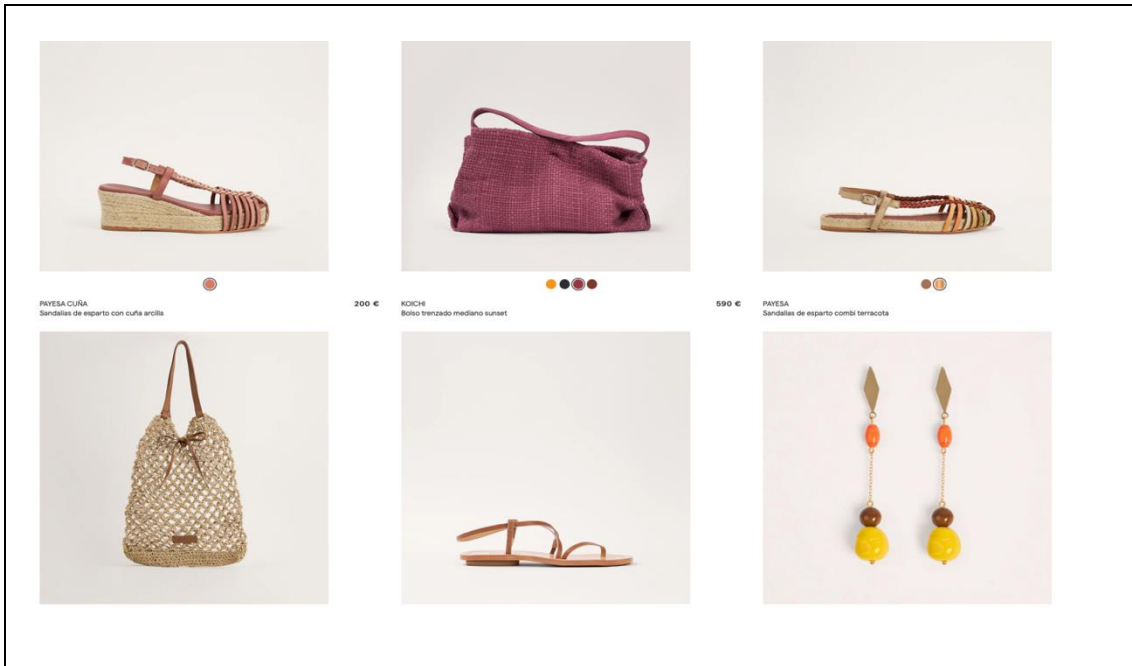 PAYESA CUÑA
Sandalias de esparto con cuña arcilla
200 €
KOICHI
Bolso trenzado mediano sunset
590 €
PAYESA
Sandalias de esparto combi terracota